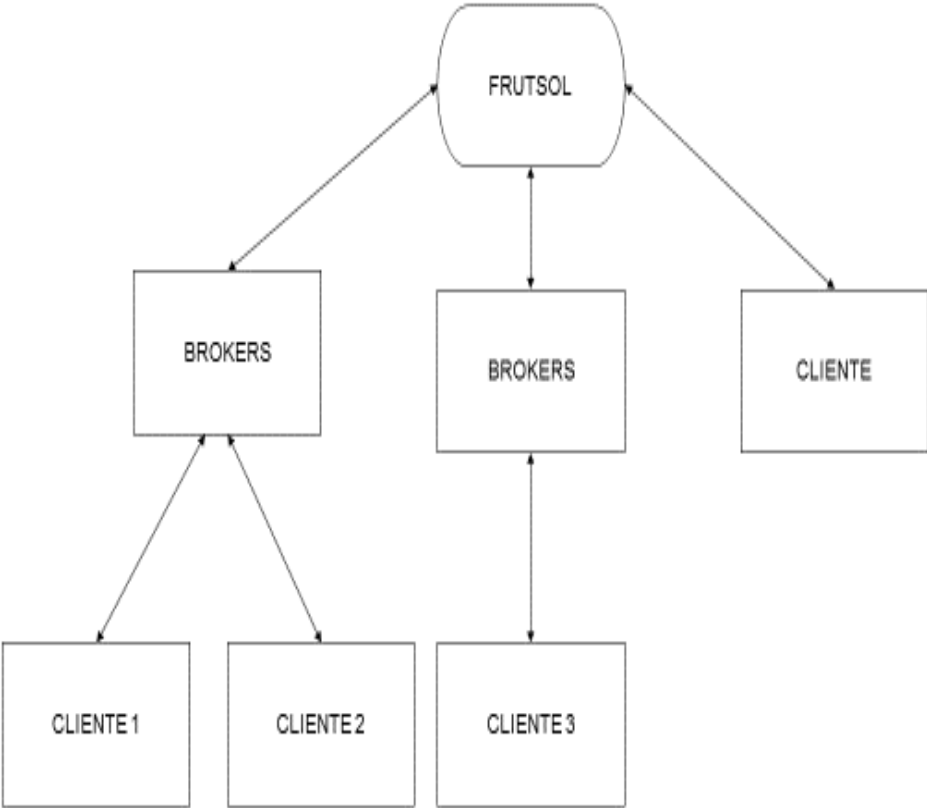 FRUTSOL
BROKERS
BROKERS
CLIENTE
CLIENTE 1
CLIENTE 2
CLIENTE 3